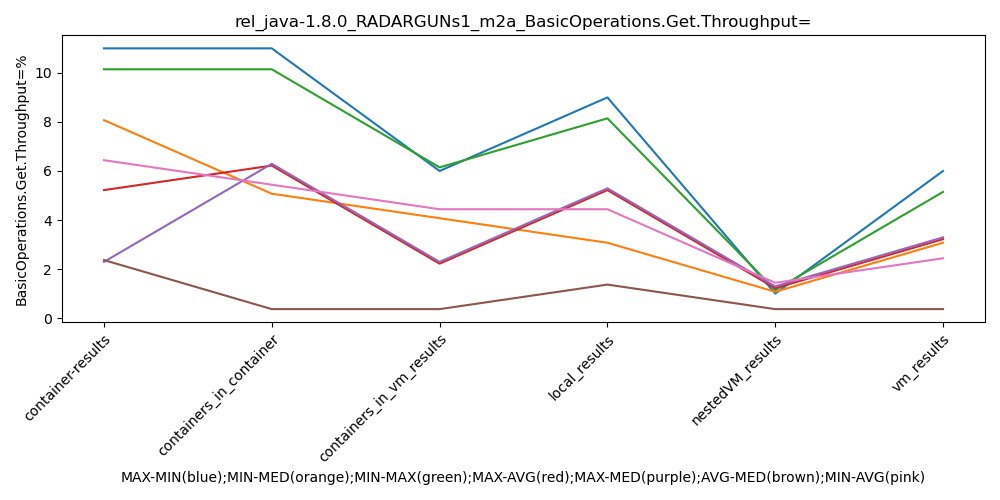 rel_java-1.8.0_RADARGUNs1_m2a_BasicOperations.Get.Throughput=
BasicOperations.Get.Throughput=%
10
8
6
4
2
0
container-results
containers_in_container
containers_in_vm_results
local_results
nestedVM_results
vm_results
MAX-MIN(blue);MIN-MED(orange);MIN-MAX(green);MAX-AVG(red);MAX-MED(purple);AVG-MED(brown);MIN-AVG(pink)